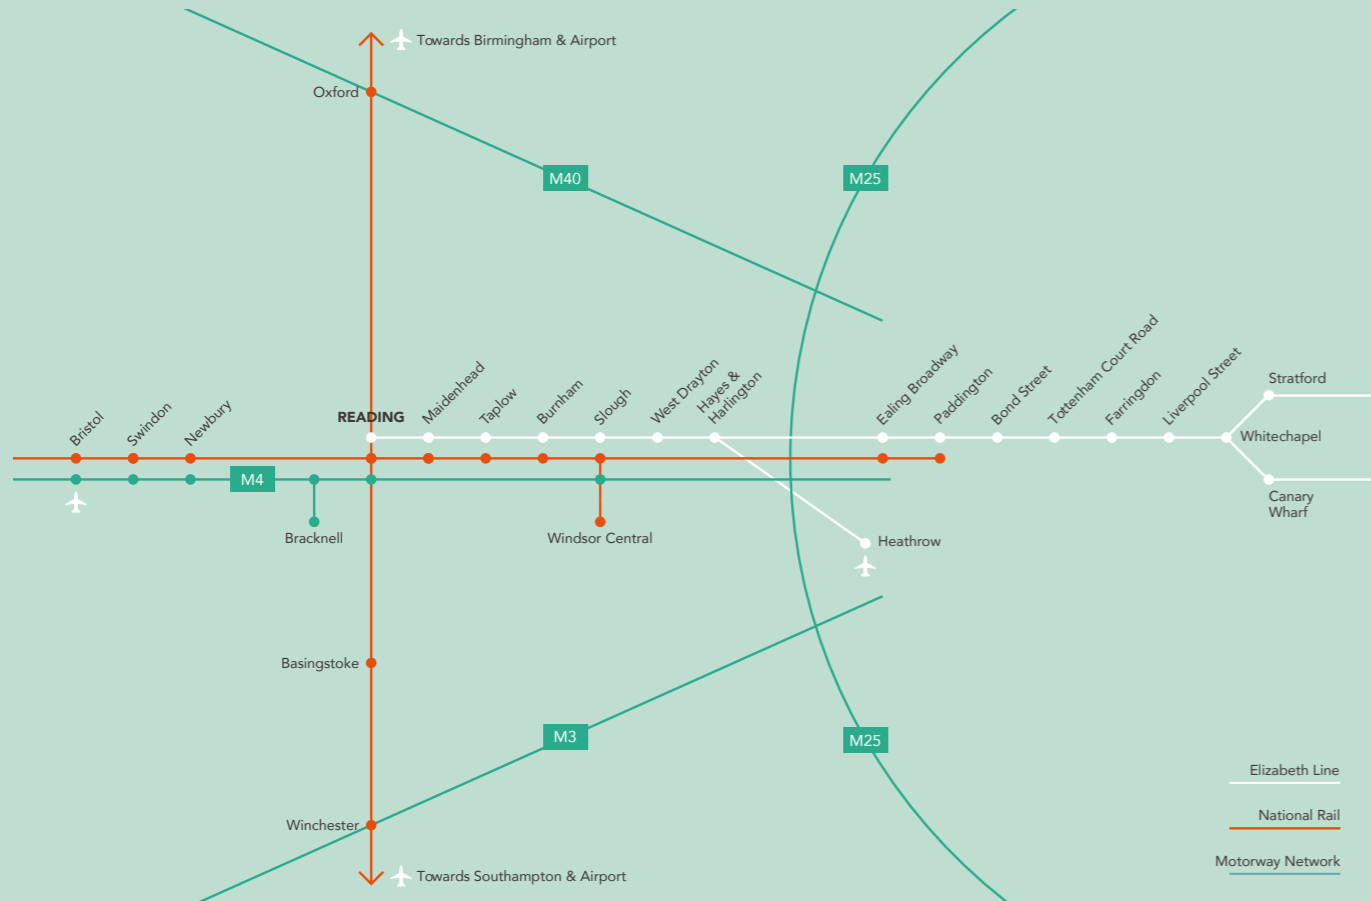 Towards Birmingham & Airport
Oxford
M40
M25
Bristol
Swindon
Newbury
READING
Maidenhead
Taplow
Burnham
Slough
West Drayton
Hayes &
Harlington
Ealing Broadway
Paddington
Bond Street
Tottenham Court Road
Farringdon
Liverpool Street
Stratford
Whitechapel
Canary
Wharf
M4
Bracknell
Windsor Central
Heathrow
Basingstoke
M3
M25
Winchester
Towards Southampton & Airport
Elizabeth Line
National Rail
Motorway Network